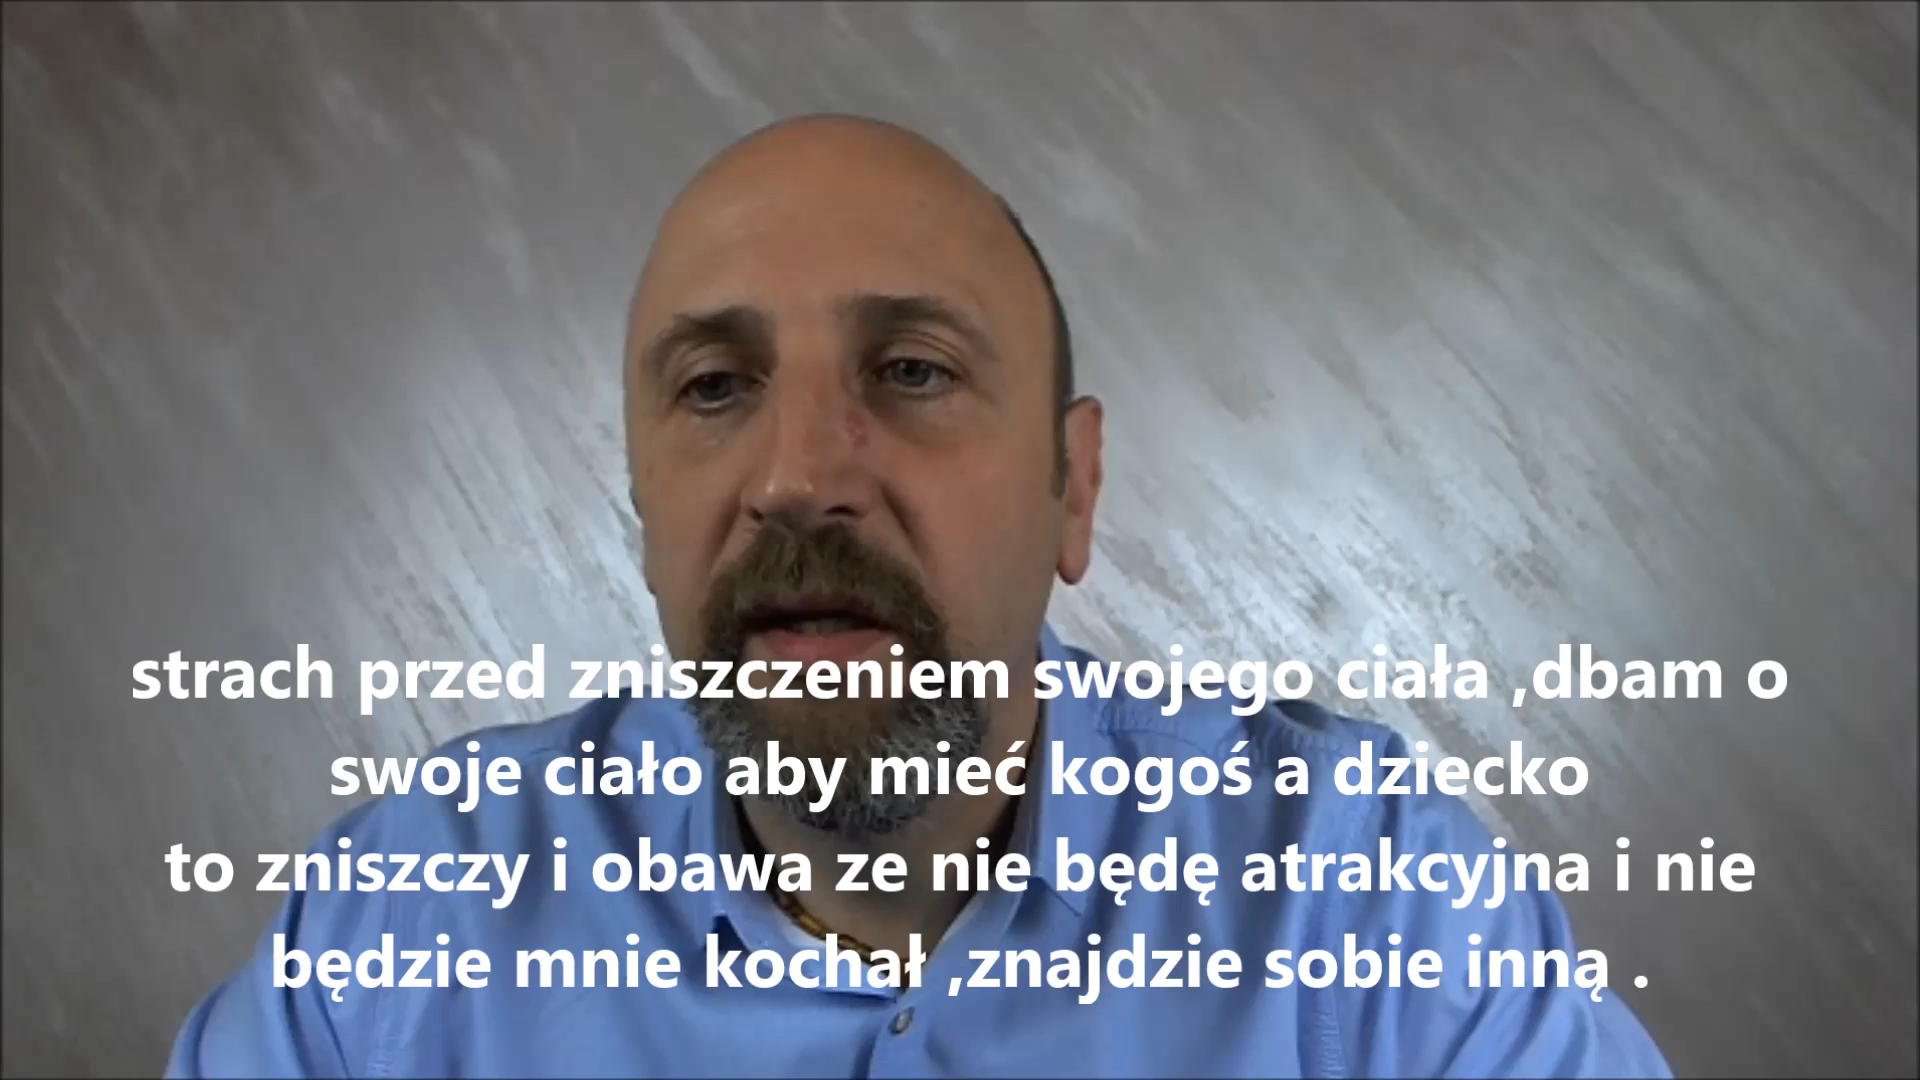 strach przed zniszczeniem swojego ciała ,dbam o
swoje ciało aby mieć kogoś a dziecko
to zniszczy i obawa ze nie będę atrakcyjna i nie
będzie mnie kochał ,znajdzie sobie inną .